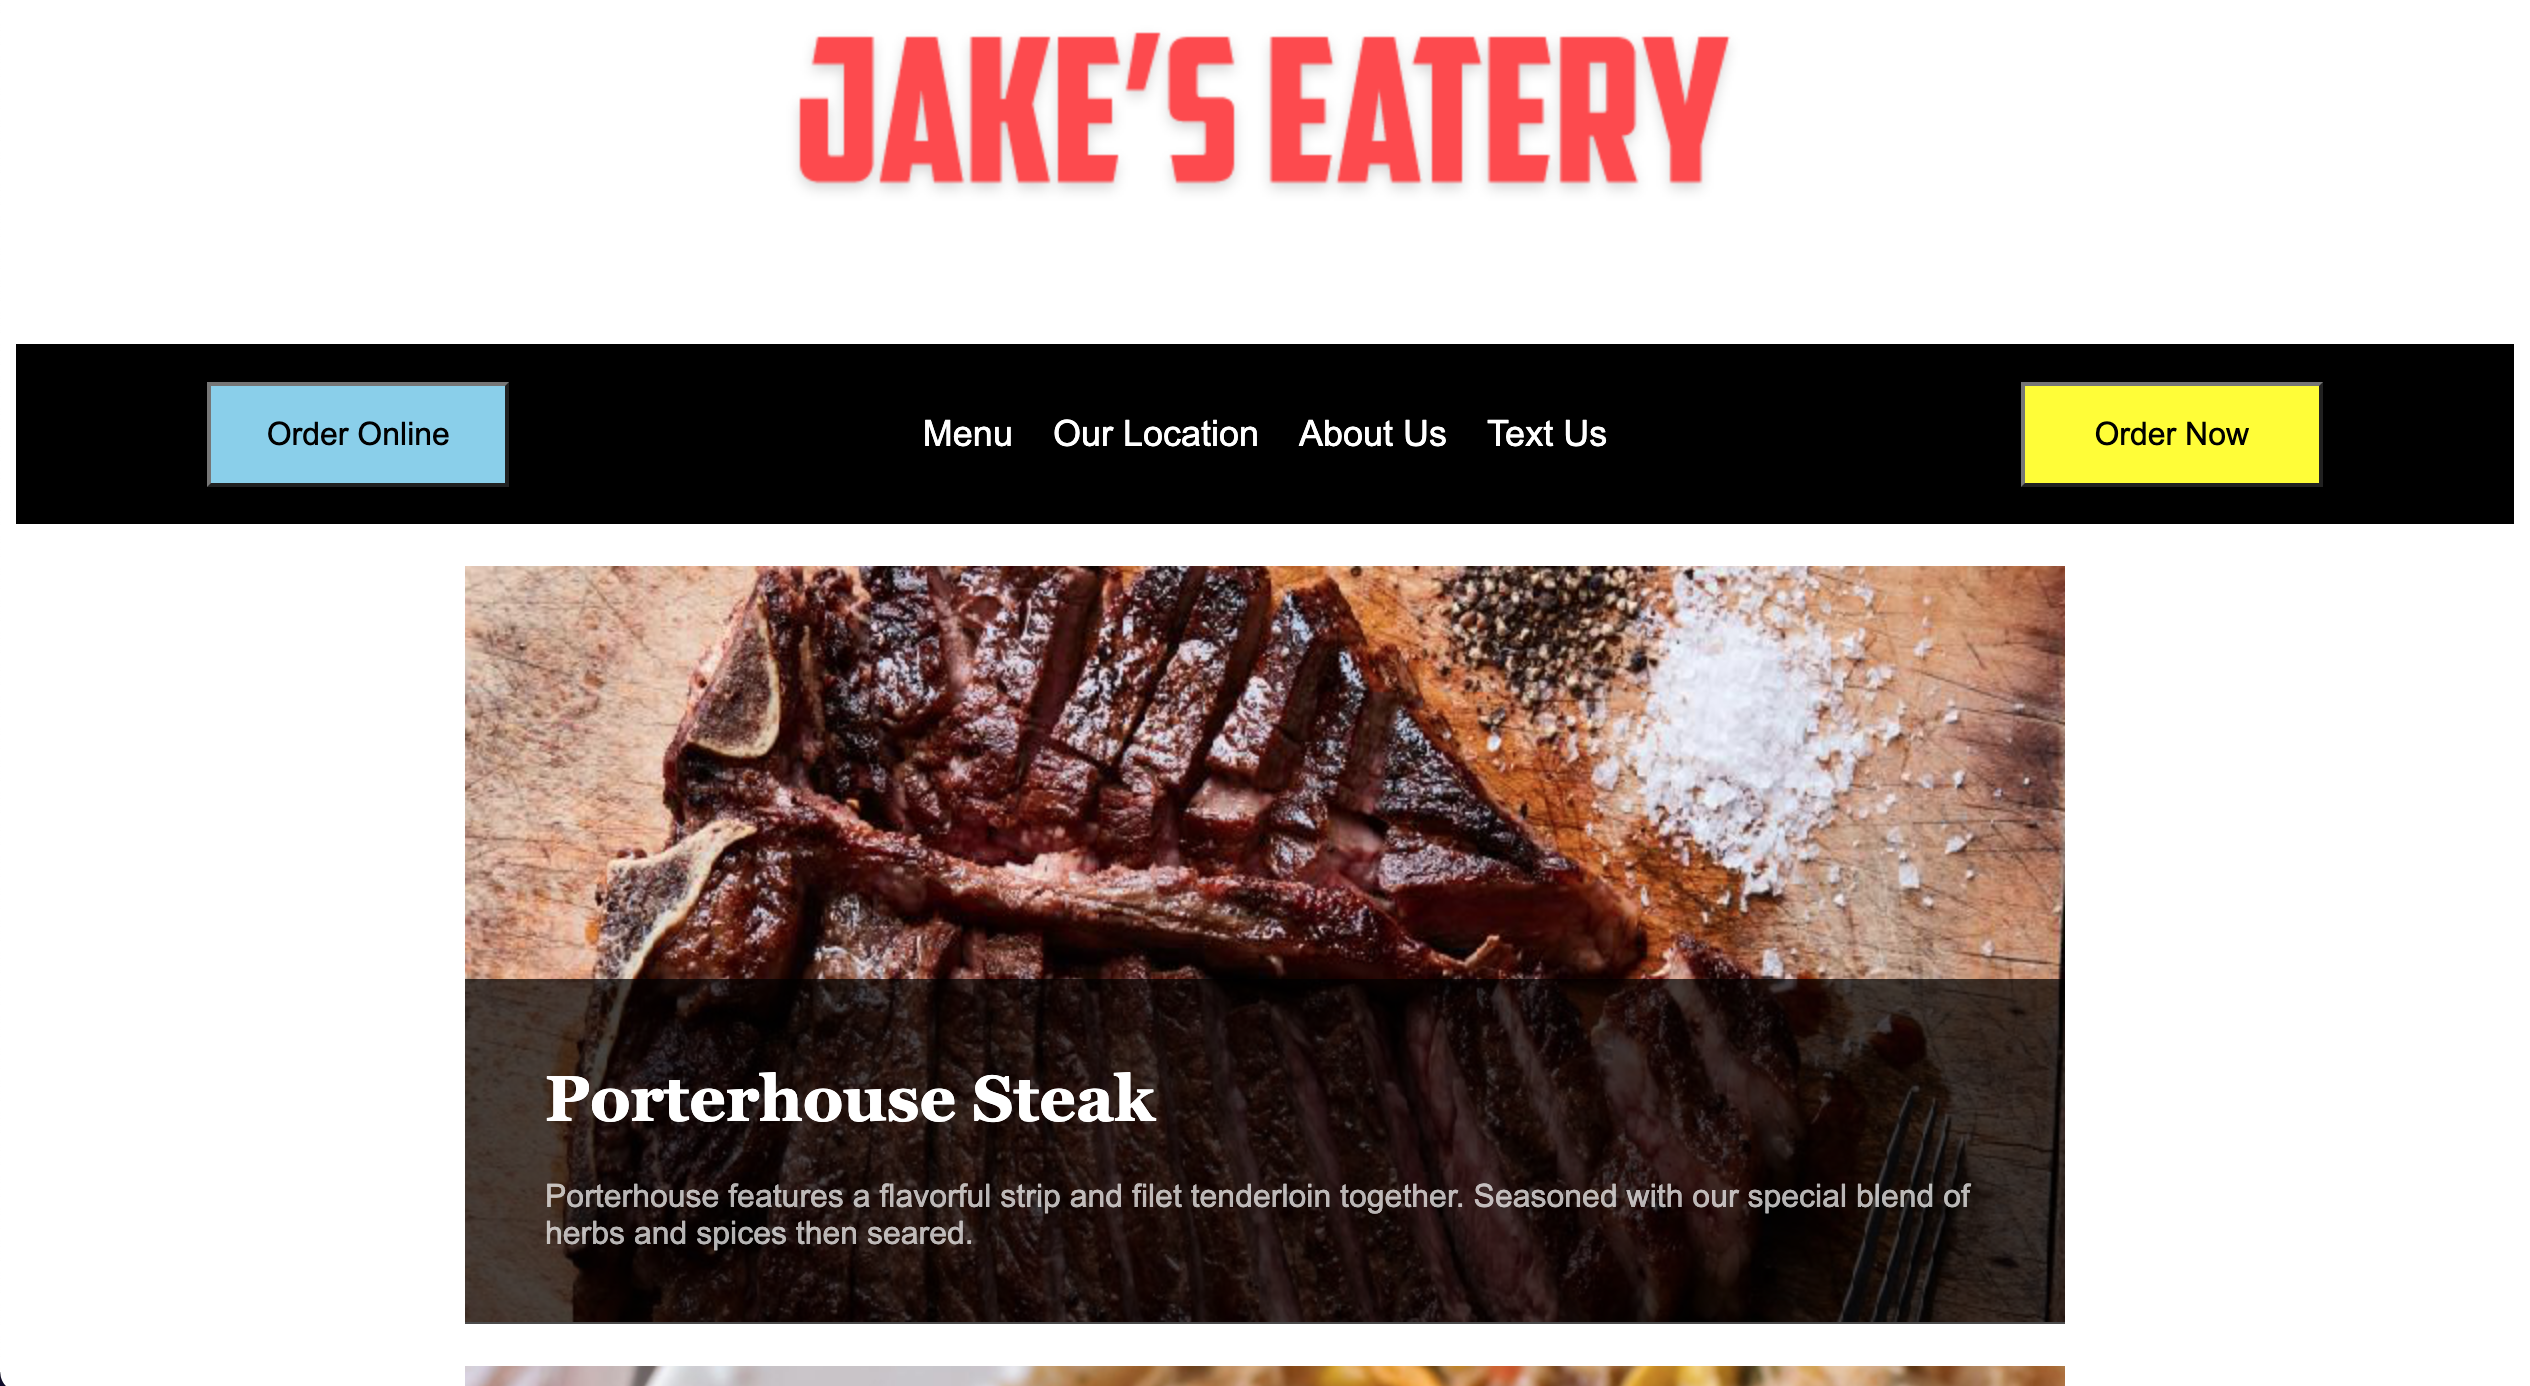 JAKE'S EATERY
Order Online
Menu Our Location About Us Text Us
Order Now
Porterhouse Steak
Porterhouse features a flavorful strip and filet tenderloin together. Seasoned with our special blend of
herbs and spices then seared.